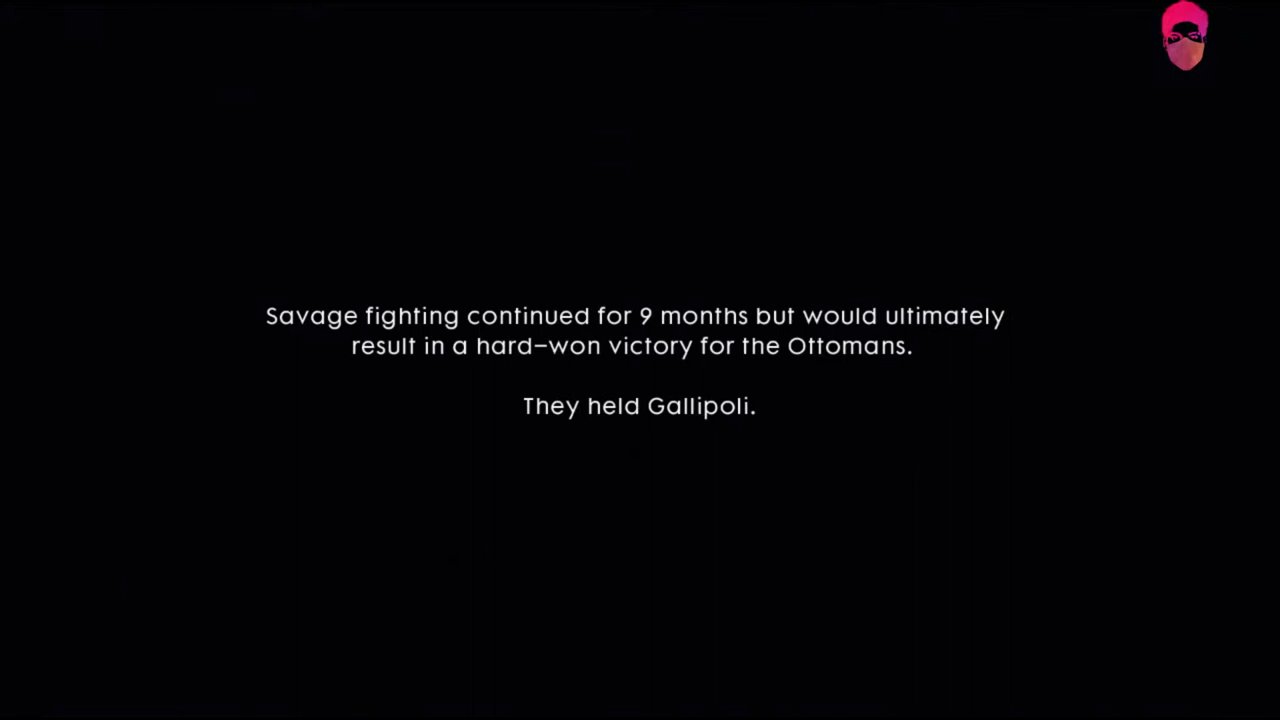 Savage fighting continued for 9 months but would ultimately
result in a hard–won victory for the Ottomans.
They held Gallipoli.